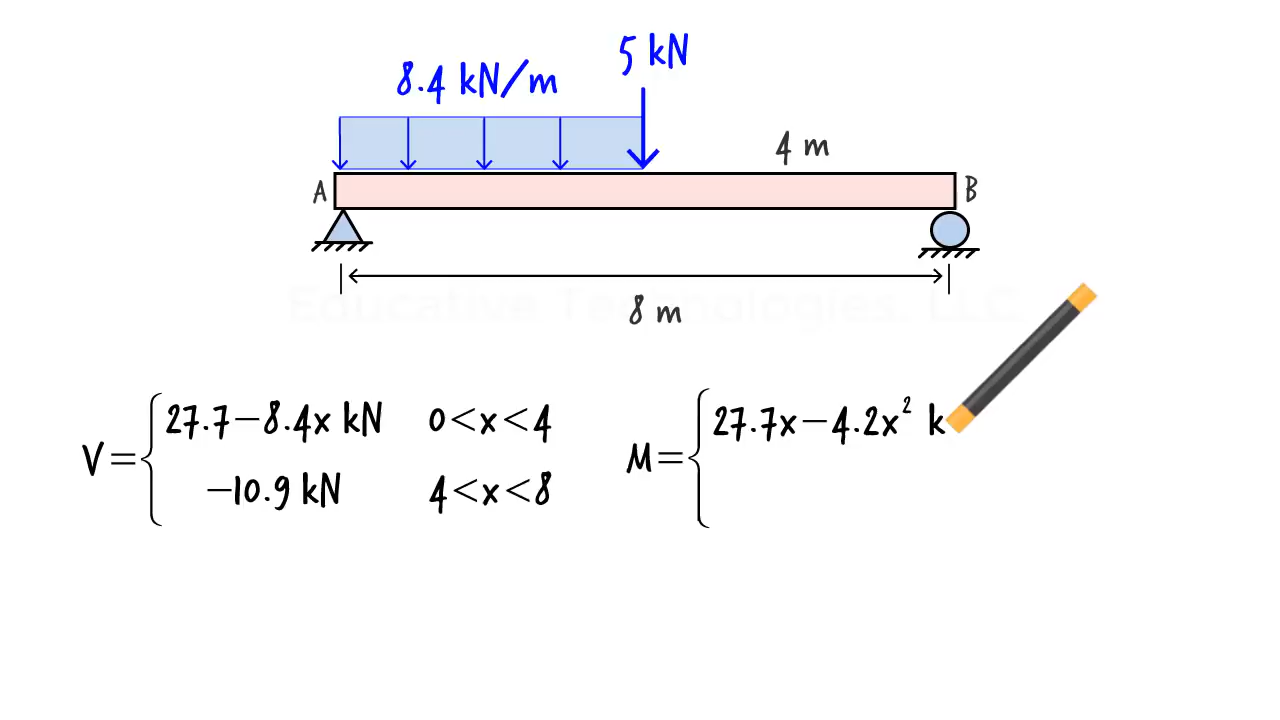 5 kN
8.4 kN/m
4 m
A
B
8 m
Educative Technologies, LLC
V={
27.7−8.4x kN 0<x<4
−10.9 kN 4<x<8
M={
27.7x−4.2x² k